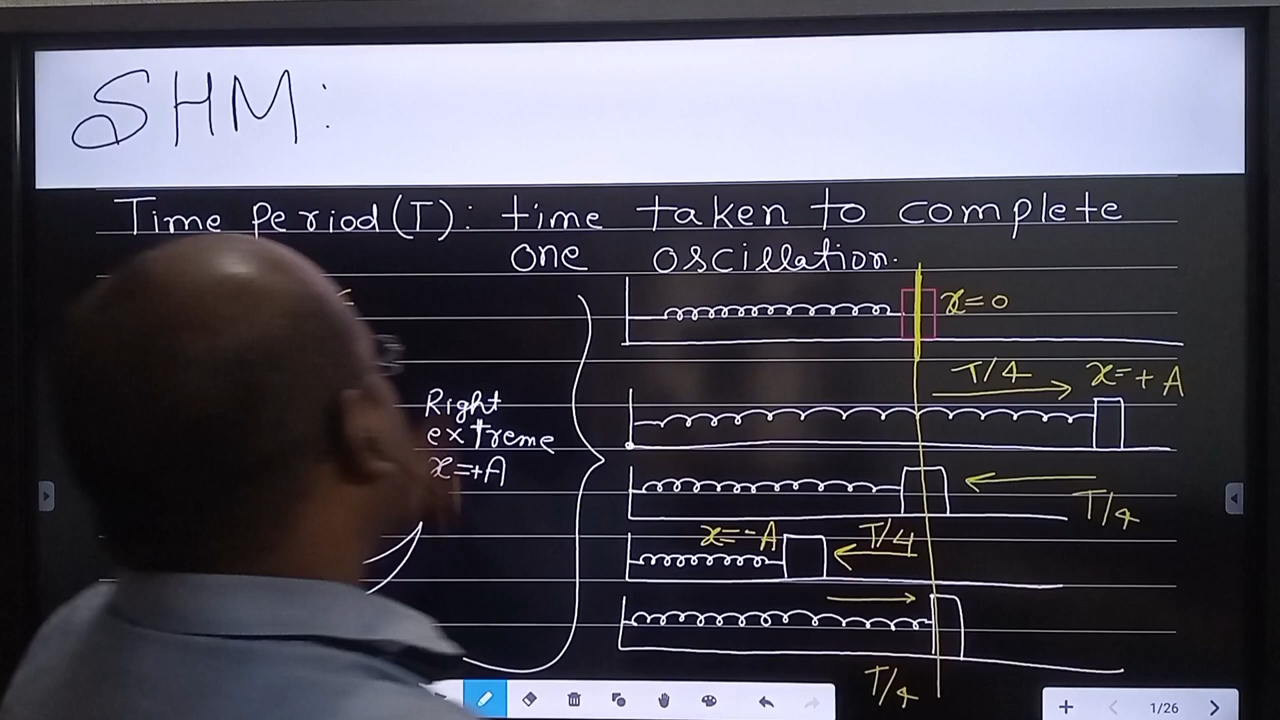 SHM:
Time Period(T): time taken to complete
one oscillation.
x=0
T/4
x=+A
Right
extreme
x=+A
T/4
x=-A
T/4
T/4
1/26